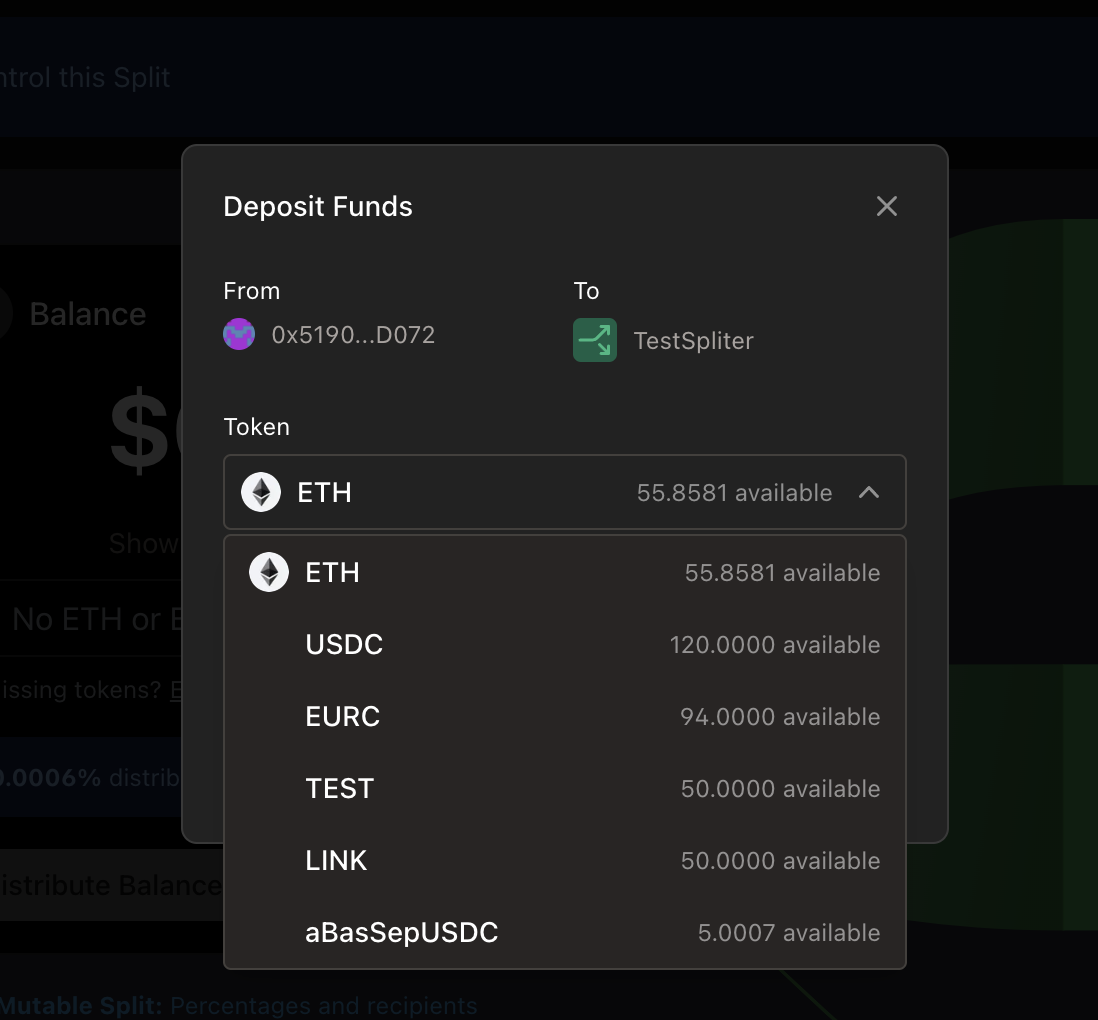 ntrol this Split
Deposit Funds
From
To
0x5190...D072
TestSpliter
Balance
$
Token
ETH
55.8581 available
Show
ETH
55.8581 available
No ETH or
USDC
120.0000 available
issing tokens?
EURC
94.0000 available
0.0006% distrib
TEST
50.0000 available
LINK
50.0000 available
istribute Balance
aBasSepUSDC
5.0007 available
Mutable Split: Percentages and recipients